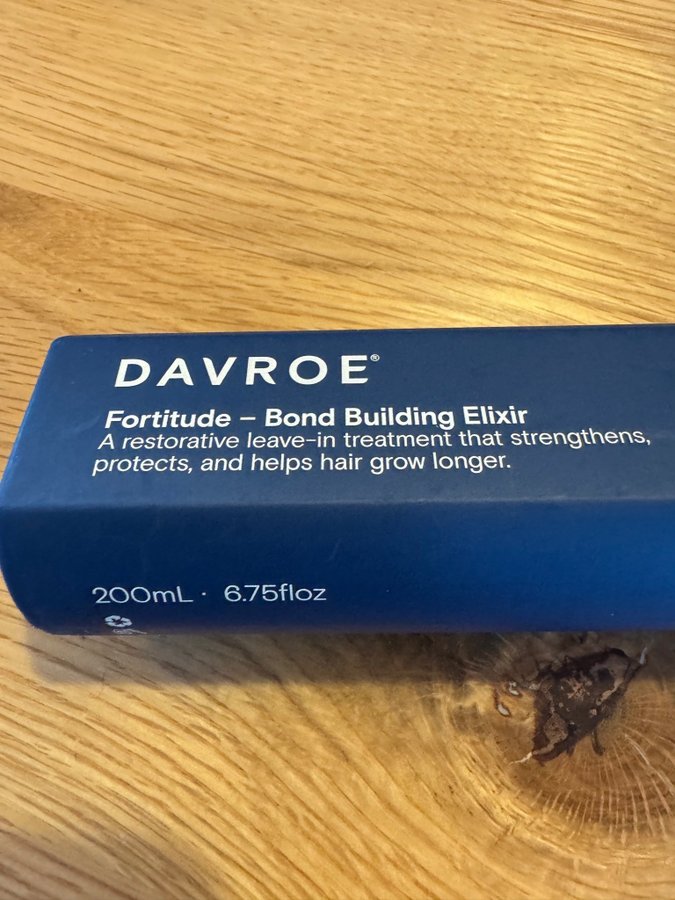 DAVROE®
Fortitude – Bond Building Elixir
A restorative leave-in treatment that strengthens,
protects, and helps hair grow longer.
200mL · 6.75floz